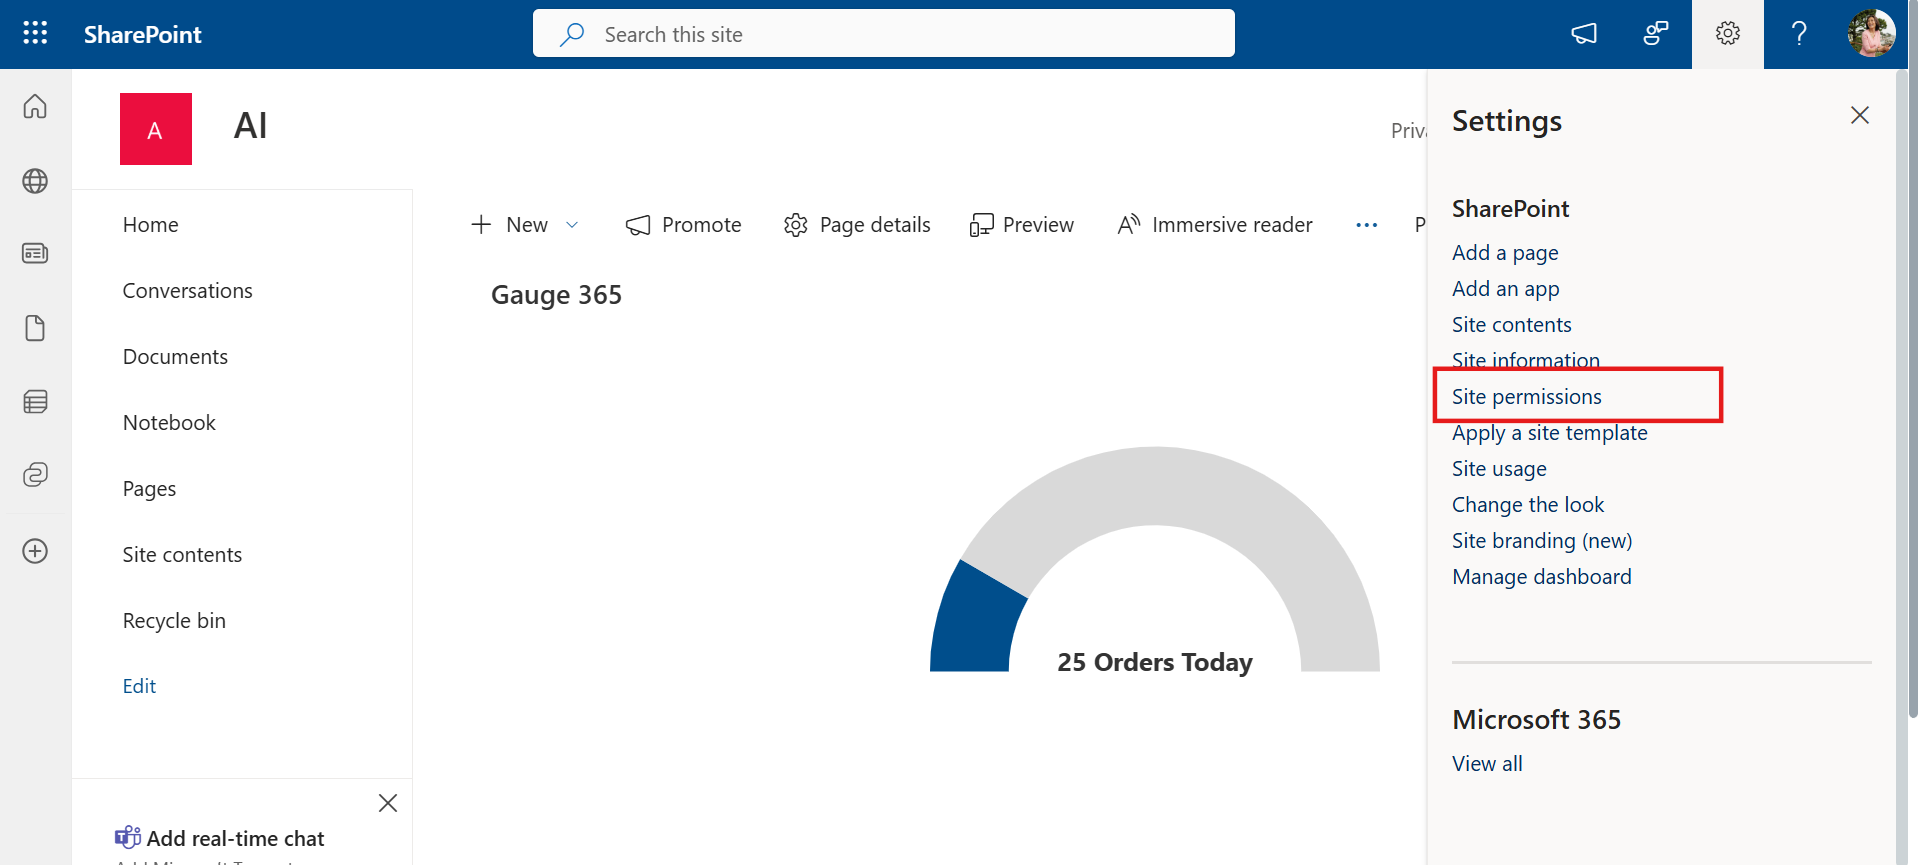 SharePoint
Search this site
?
A
AI
Home
Conversations
Documents
Notebook
Pages
Site contents
Recycle bin
Edit
Add real-time chat
New
Promote
Page details
Preview
Immersive reader
P
Gauge 365
25 Orders Today
Priva
Settings
SharePoint
Add a page
Add an app
Site contents
Site information
Site permissions
Apply a site template
Site usage
Change the look
Site branding (new)
Manage dashboard
Microsoft 365
View all